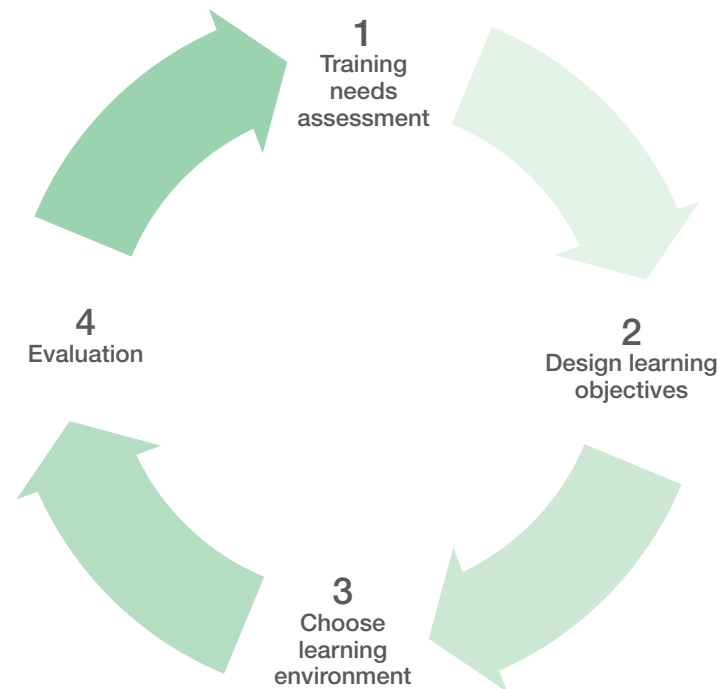 1
Training
needs
assessment
2
Design learning
objectives
3
Choose
learning
environment
4
Evaluation